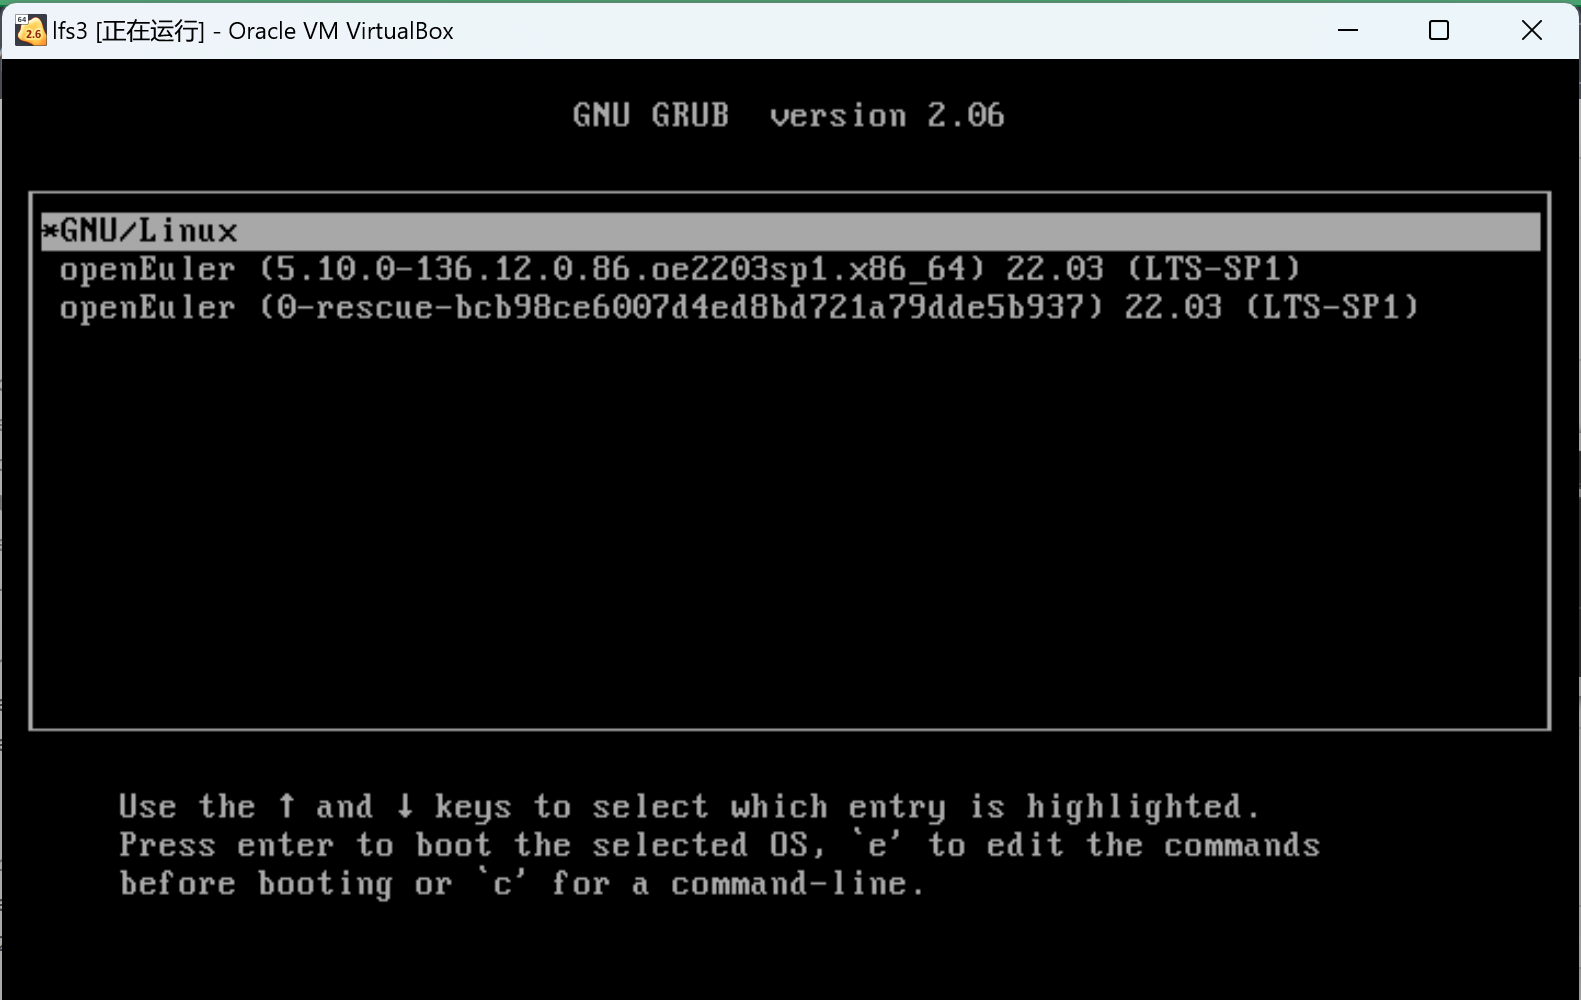 64
2.6
lfs3 [正在运行] - Oracle VM VirtualBox
GNU GRUB  version 2.06
*GNU/Linux
openEuler (5.10.0-136.12.0.86.oe2203sp1.x86_64) 22.03 (LTS-SP1)
openEuler (0-rescue-bcb98ce6007d4ed8bd721a79dde5b937) 22.03 (LTS-SP1)
Use the ↑ and ↓ keys to select which entry is highlighted.
Press enter to boot the selected OS, `e' to edit the commands
before booting or `c' for a command-line.